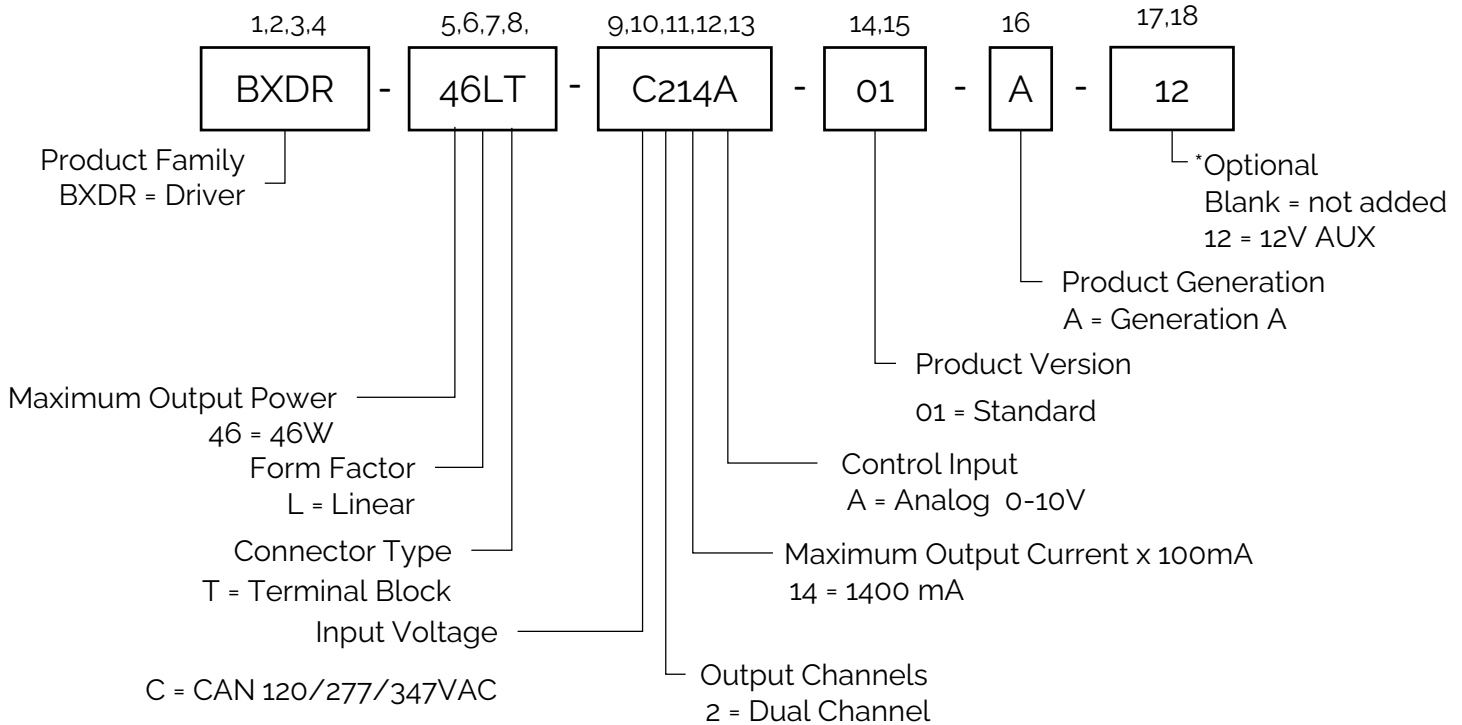 1,2,3,4 5,6,7,8, 9,10,11,12,13 14,15 16 17,18
BXDR - 46LT - C214A - 01 - A - 12
Product Family
BXDR = Driver
*Optional
Blank = not added
12 = 12V AUX
Product Generation
A = Generation A
Product Version
01 = Standard
Maximum Output Power
46 = 46W
Form Factor
L = Linear
Control Input
A = Analog 0-10V
Connector Type
T = Terminal Block
Maximum Output Current x 100mA
14 = 1400 mA
Input Voltage
C = CAN 120/277/347VAC
Output Channels
2 = Dual Channel